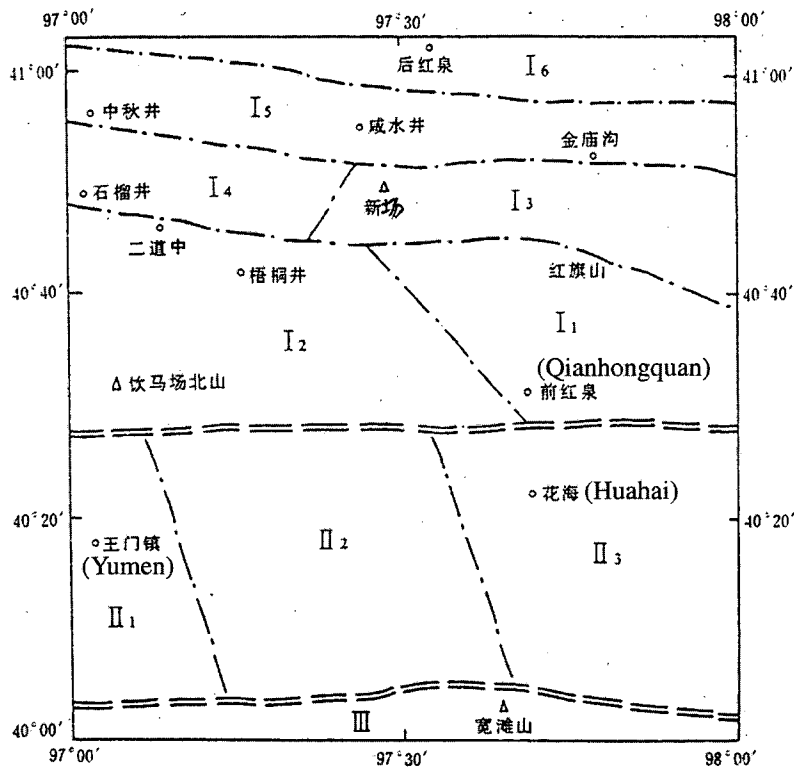 97°00′ 97°30′ 98°00′
后红泉 I6
41°00′ 41°00′
I5
中秋井 咸水井
金庙沟
I4
石榴井 新场 I3
二道中
梧桐井 红旗山
40°40′ 40°40′
I1
I2
(Qianhongquan)
饮马场北山 前红泉
花海 (Huahai)
40°20′ 40°20′
王门镇 II2
(Yumen) II3
II1
40°00′ III 宽滩山 40°00′
97°00′ 97°30′ 98°00′